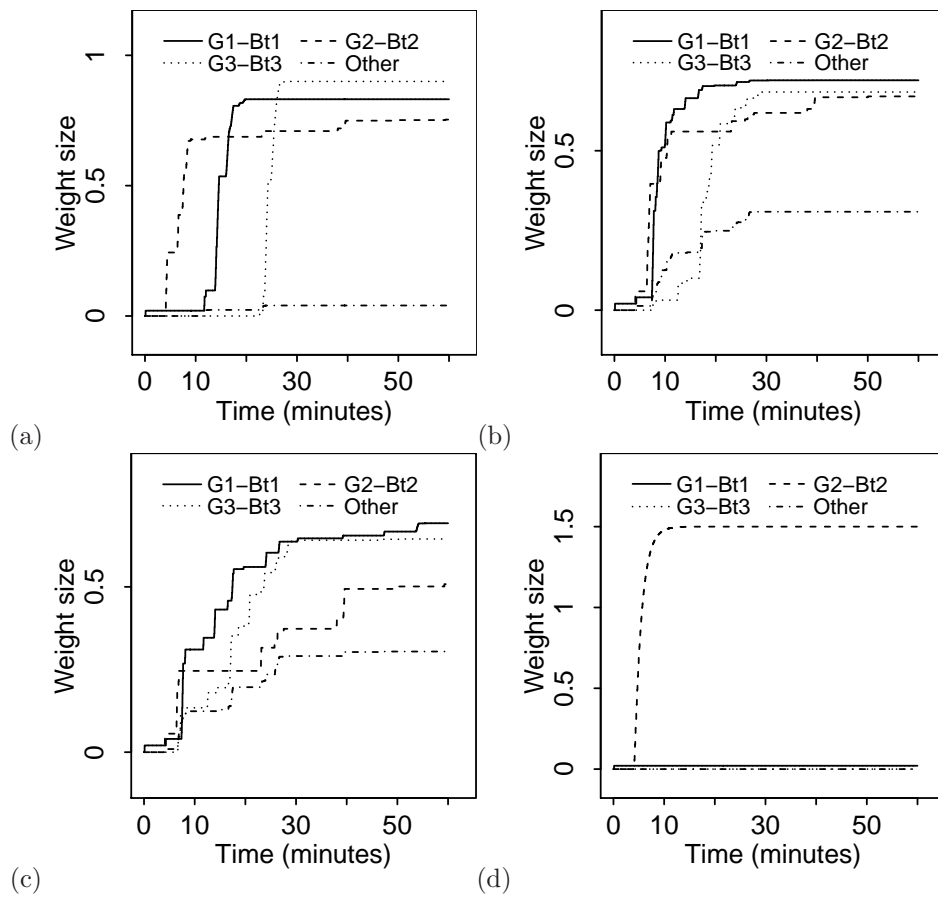 G1−Bt1 G2−Bt2
G3−Bt3 Other
Weight size
0 0.5 1
0 10 30 50
Time (minutes)
(a)
G1−Bt1 G2−Bt2
G3−Bt3 Other
Weight size
0 0.5
0 10 30 50
Time (minutes)
(b)
G1−Bt1 G2−Bt2
G3−Bt3 Other
Weight size
0 0.5
0 10 30 50
Time (minutes)
(c)
G1−Bt1 G2−Bt2
G3−Bt3 Other
Weight size
0 0.5 1 1.5
0 10 30 50
Time (minutes)
(d)